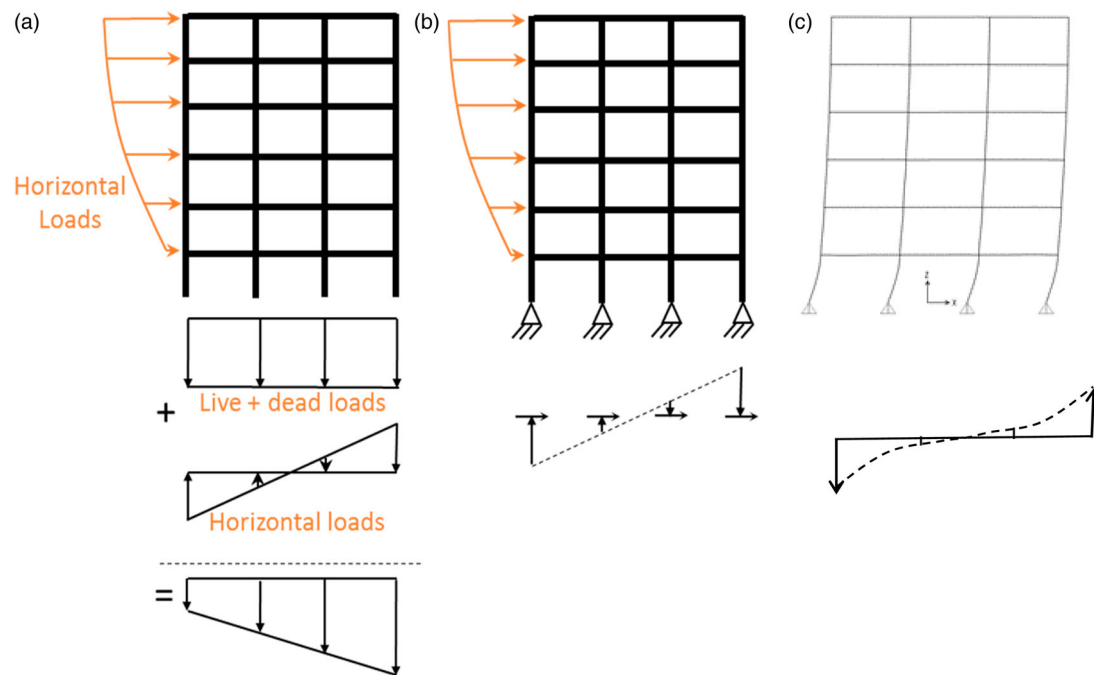 (a)
(b)
(c)
Horizontal
Loads
z
x
+
Live + dead loads
Horizontal loads
=